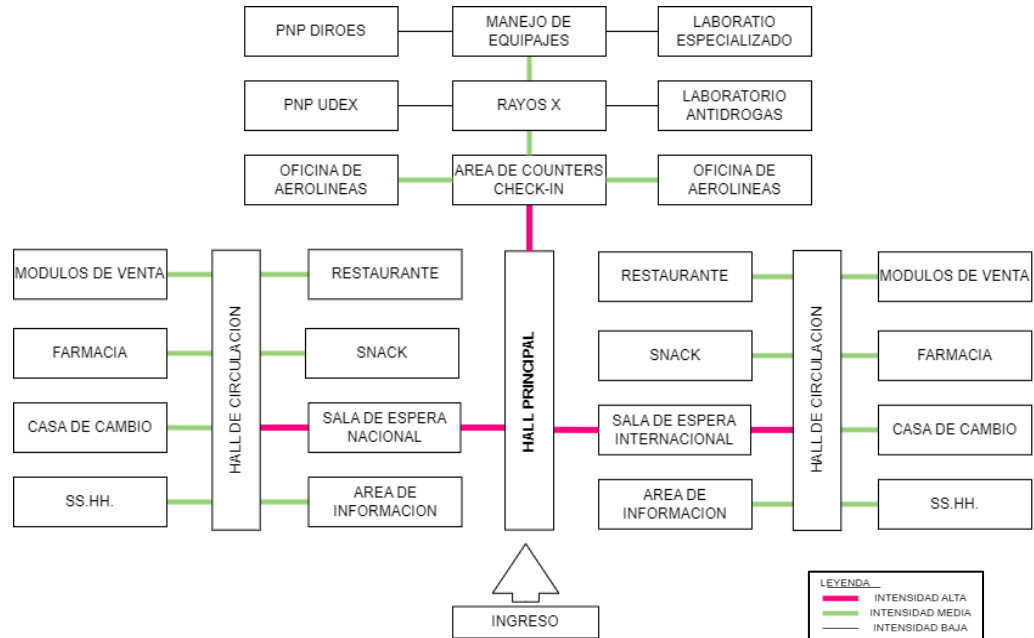 PNP DIROES
MANEJO DE
EQUIPAJES
LABORATIO
ESPECIALIZADO
PNP UDEX
RAYOS X
LABORATORIO
ANTIDROGAS
OFICINA DE
AEROLINEAS
AREA DE COUNTERS
CHECK-IN
OFICINA DE
AEROLINEAS
MODULOS DE VENTA
FARMACIA
CASA DE CAMBIO
SS.HH.
HALL DE CIRCULACION
RESTAURANTE
SNACK
SALA DE ESPERA
NACIONAL
AREA DE
INFORMACION
HALL PRINCIPAL
RESTAURANTE
SNACK
SALA DE ESPERA
INTERNACIONAL
AREA DE
INFORMACION
HALL DE CIRCULACION
MODULOS DE VENTA
FARMACIA
CASA DE CAMBIO
SS.HH.
INGRESO
LEYENDA
INTENSIDAD ALTA
INTENSIDAD MEDIA
INTENSIDAD BAJA